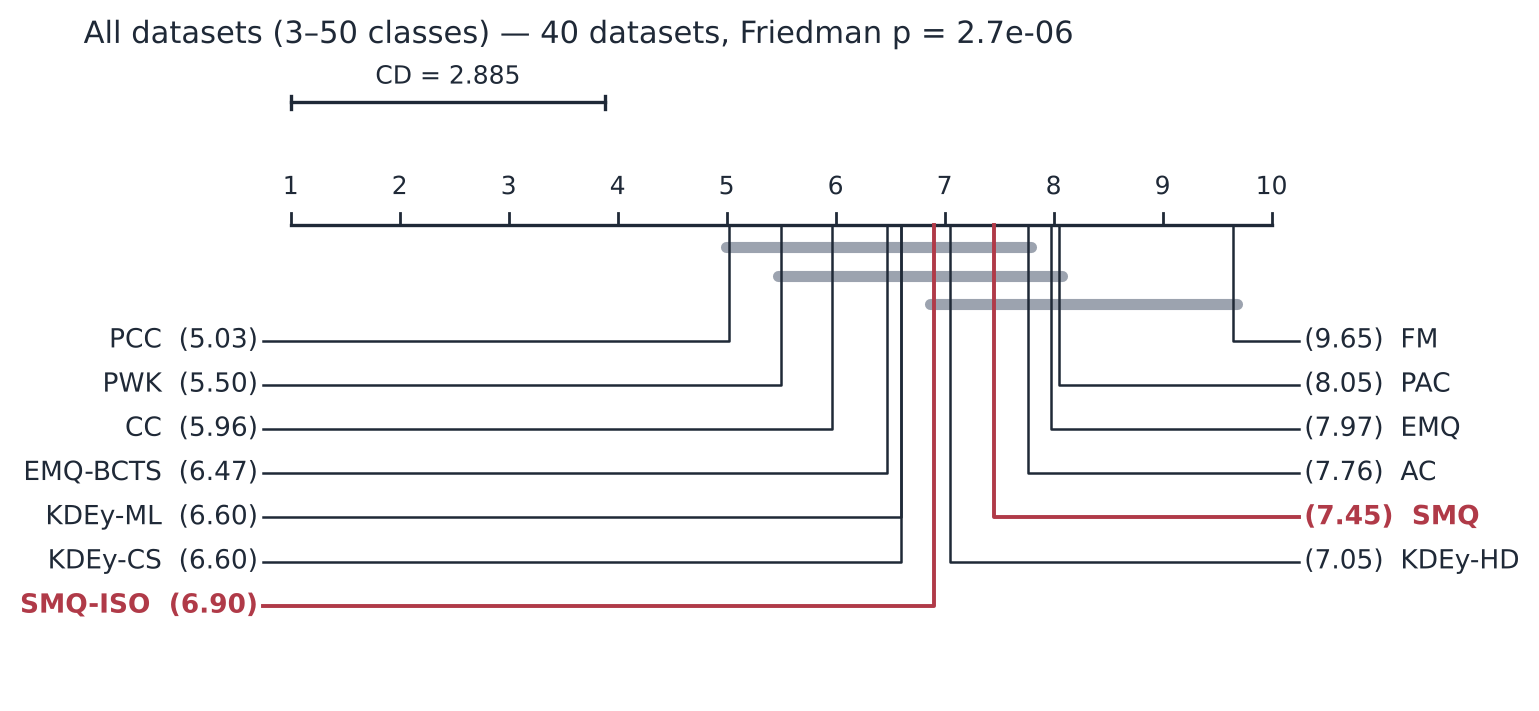 All datasets (3–50 classes) — 40 datasets, Friedman p = 2.7e-06
CD = 2.885
1 2 3 4 5 6 7 8 9 10
PCC (5.03)
PWK (5.50)
CC (5.96)
EMQ-BCTS (6.47)
KDEy-ML (6.60)
KDEy-CS (6.60)
SMQ-ISO (6.90)
(9.65) FM
(8.05) PAC
(7.97) EMQ
(7.76) AC
(7.45) SMQ
(7.05) KDEy-HD